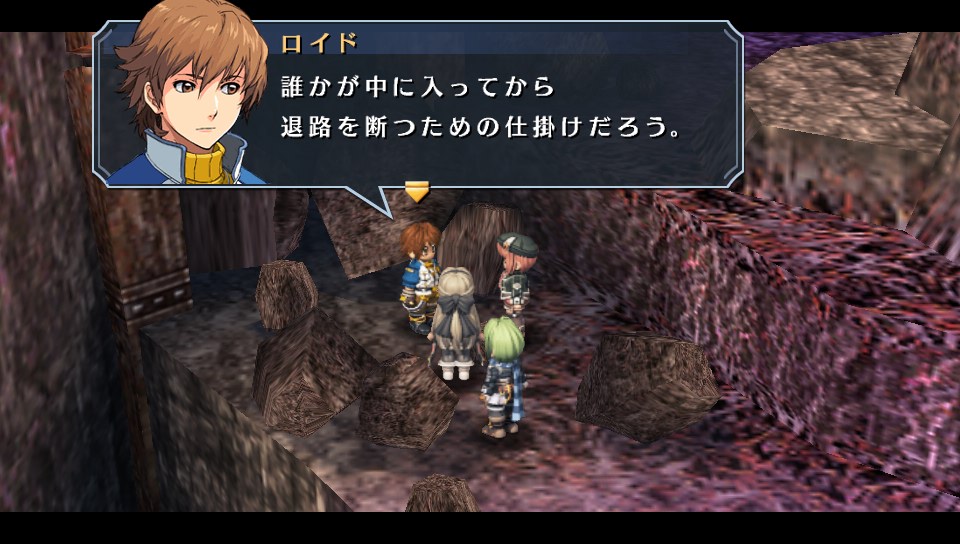 ロイド
誰かが中に入ってから
退路を断つための仕掛けだろう。